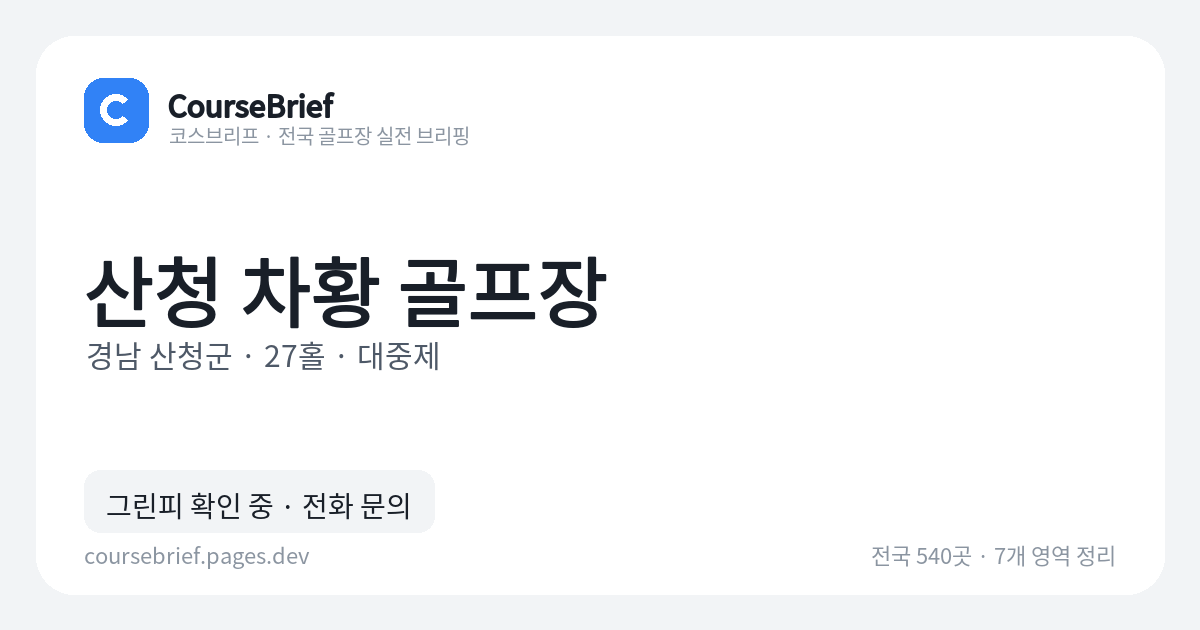 CourseBrief
코스브리프 · 전국 골프장 실전 브리핑
산청 차황 골프장
경남 산청군 · 27홀 · 대중제
그린피 확인 중 · 전화 문의
coursebrief.pages.dev
전국 540곳 · 7개 영역 정리